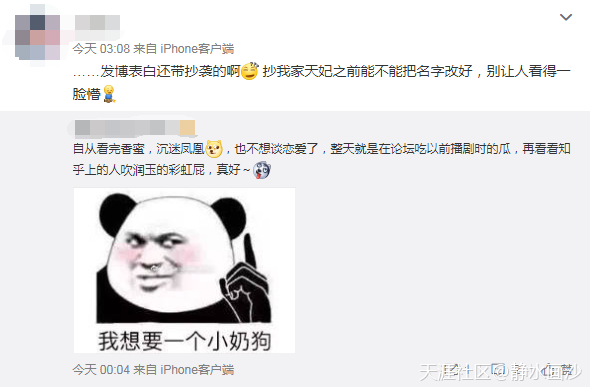 今天 03:08 来自 iPhone客户端
……发博表白还带抄袭的啊 抄我家天妃之前能不能把名字改好，别让人看得一
脸懵
自从看完香蜜，沉迷凤凰 ，也不想谈恋爱了，整天就是在论坛吃以前播剧时的瓜，再看看知
乎上的人吹润玉的彩虹屁，真好～
我想要一个小奶狗
今天 00:04 来自 iPhone客户端
天涯社区@静水画沙